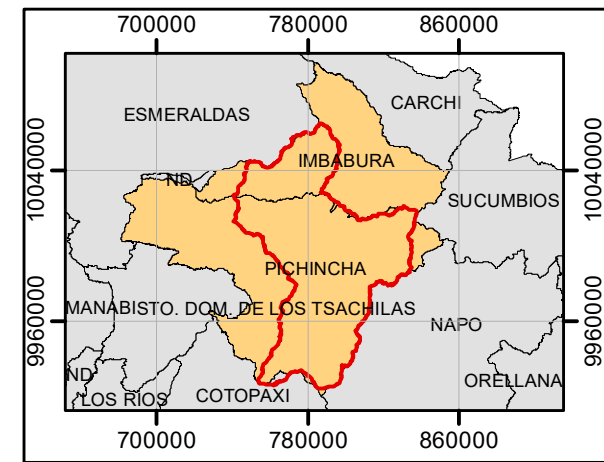 700000 780000 860000
ESMERALDAS
CARCHI
IMBABURA
10040000 10040000
ND
SUCUMBIOS
PICHINCHA
MANABI STO. DOM. DE LOS TSACHILAS
9960000 9960000
NAPO
ND
ORELLANA
COTOPAXI
LOS RIOS
700000 780000 860000